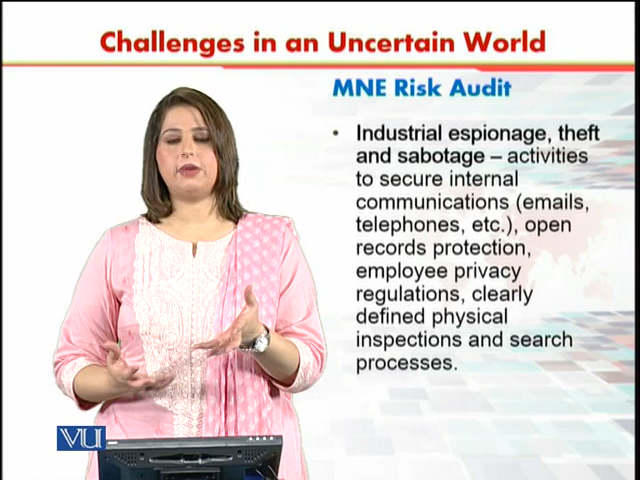 Challenges in an Uncertain World
MNE Risk Audit
• Industrial espionage, theft
and sabotage – activities
to secure internal
communications (emails,
telephones, etc.), open
records protection,
employee privacy
regulations, clearly
defined physical
inspections and search
processes.
VU